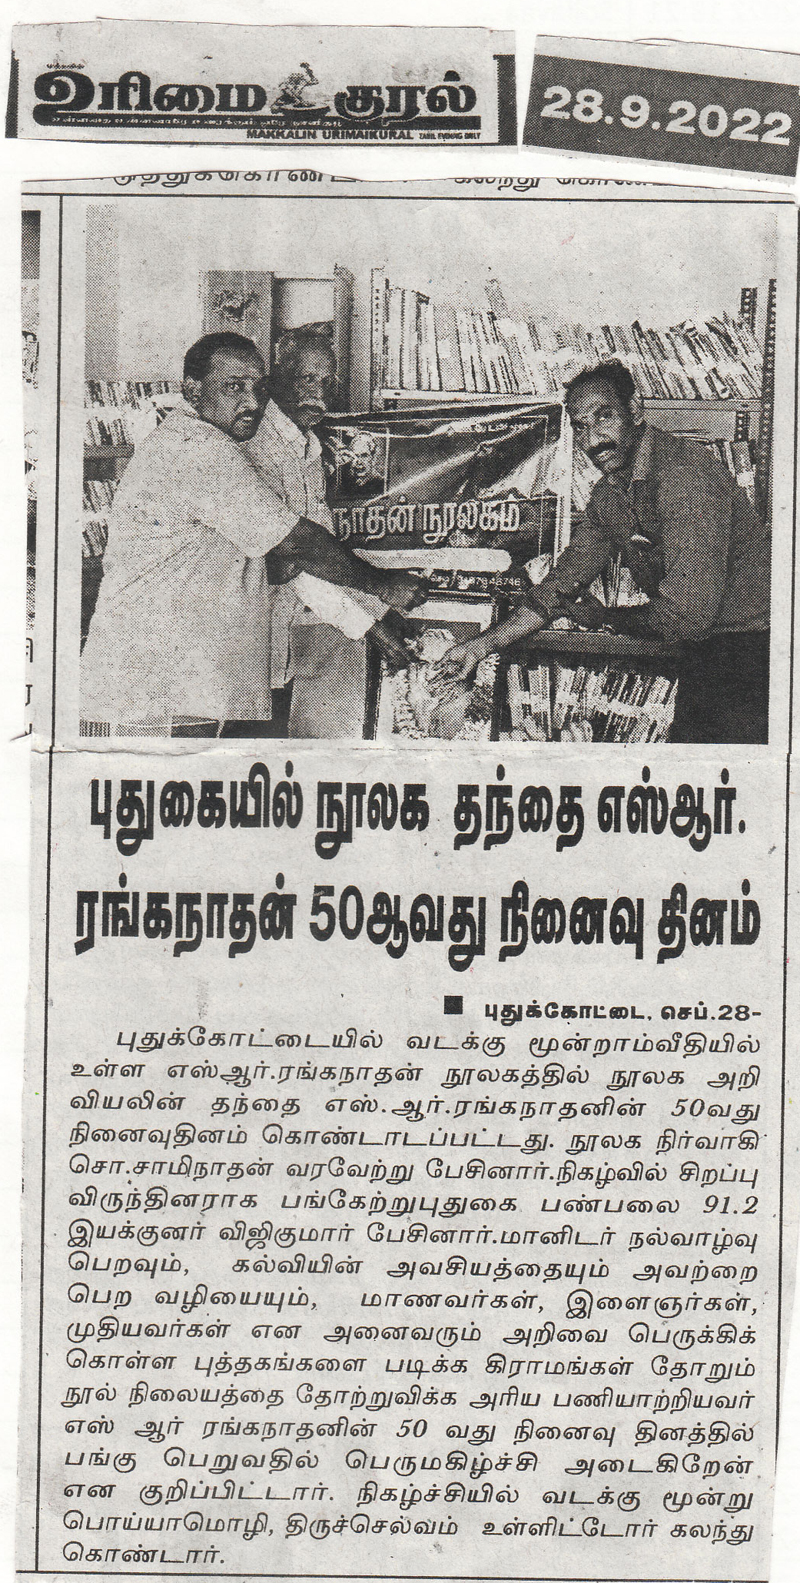 மக்களின்
உரிமை குரல்
MAKKALIN URIMAIKURAL TAMIL EVENING DAILY
28.9.2022
நாதன் நூலகம்
புதுகையில் நூலக தந்தை எஸ்ஆர்.
ரங்கநாதன் 50ஆவது நினைவு தினம்
■ புதுக்கோட்டை, செப்.28-
புதுக்கோட்டையில் வடக்கு மூன்றாம்வீதியில்
உள்ள எஸ்ஆர்.ரங்கநாதன் நூலகத்தில் நூலக அறி
வியலின் தந்தை எஸ்.ஆர்.ரங்கநாதனின் 50வது
நினைவுதினம் கொண்டாடப்பட்டது. நூலக நிர்வாகி
சொ.சாமிநாதன் வரவேற்று பேசினார்.நிகழ்வில் சிறப்பு
விருந்தினராக பங்கேற்றுபுதுகை பண்பலை 91.2
இயக்குனர் விஜிகுமார் பேசினார்.மானிடர் நல்வாழ்வு
பெறவும், கல்வியின் அவசியத்தையும் அவற்றை
பெற வழியையும், மாணவர்கள், இளைஞர்கள்,
முதியவர்கள் என அனைவரும் அறிவை பெருக்கிக்
கொள்ள புத்தகங்களை படிக்க கிராமங்கள் தோறும்
நூல் நிலையத்தை தோற்றுவிக்க அரிய பணியாற்றியவர்
எஸ் ஆர் ரங்கநாதனின் 50 வது நினைவு தினத்தில்
பங்கு பெறுவதில் பெருமகிழ்ச்சி அடைகிறேன்
என குறிப்பிட்டார். நிகழ்ச்சியில் வடக்கு மூன்று
பொய்யாமொழி, திருச்செல்வம் உள்ளிட்டோர் கலந்து
கொண்டார்.